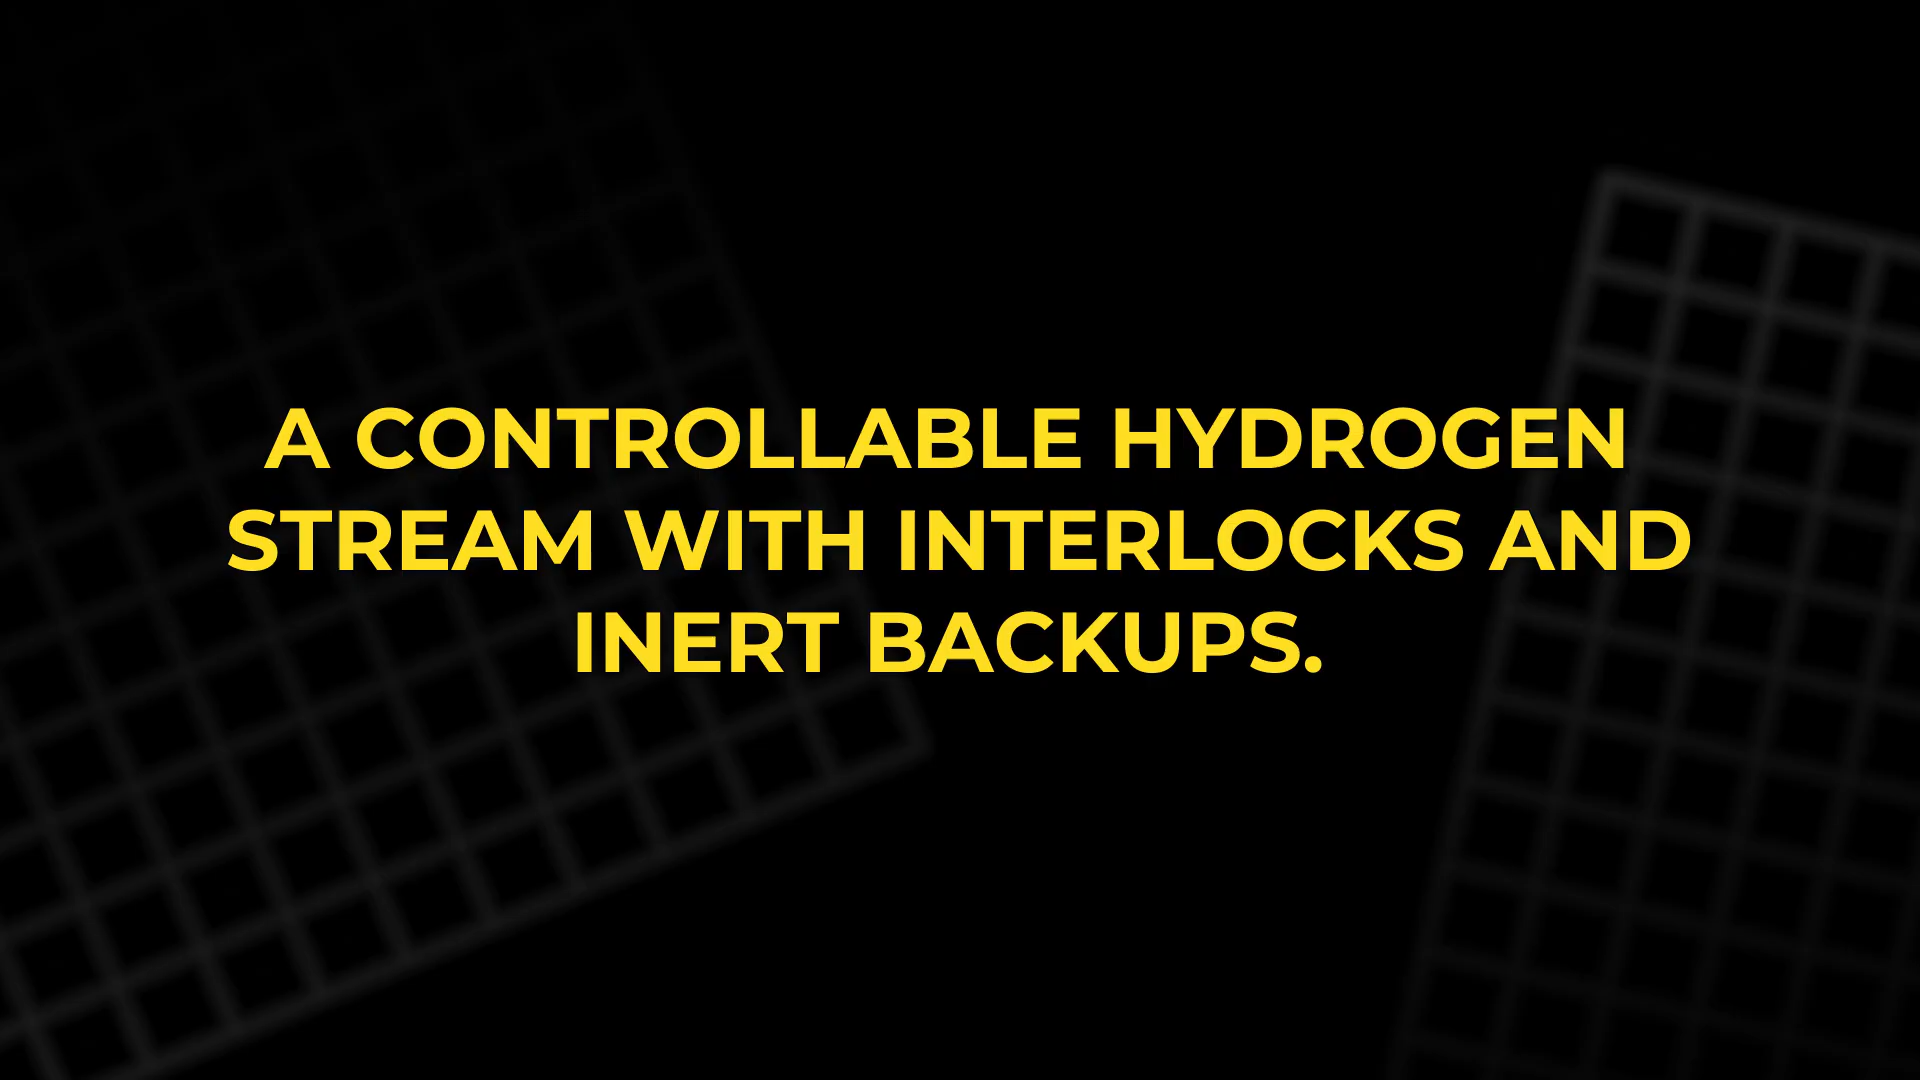 A CONTROLLABLE HYDROGEN
STREAM WITH INTERLOCKS AND
INERT BACKUPS.